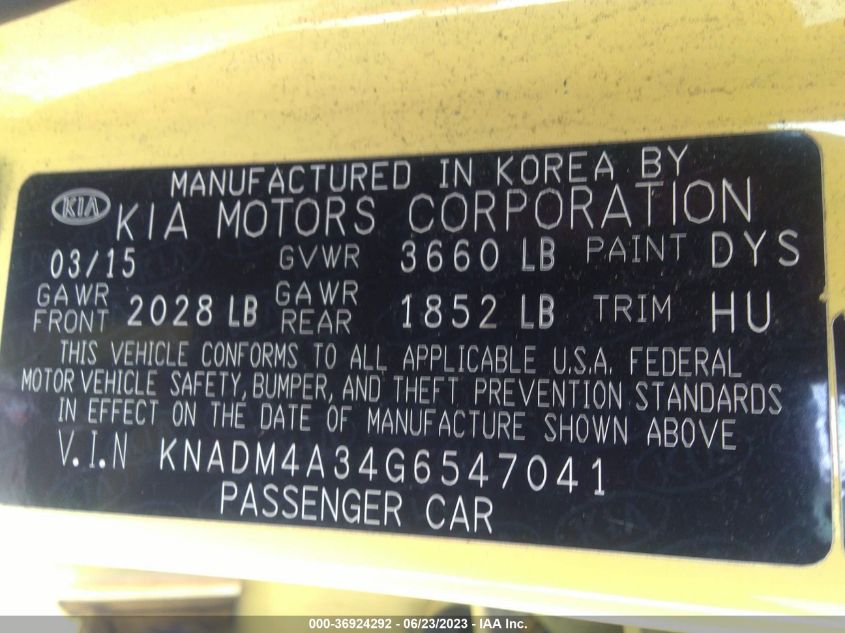 MANUFACTURED IN KOREA BY
KIA KIA MOTORS CORPORATION
03/15 GVWR 3660 LB PAINT DYS
GAWR FRONT 2028 LB GAWR REAR 1852 LB TRIM HU
THIS VEHICLE CONFORMS TO ALL APPLICABLE U.S.A. FEDERAL
MOTOR VEHICLE SAFETY, BUMPER, AND THEFT PREVENTION STANDARDS
IN EFFECT ON THE DATE OF MANUFACTURE SHOWN ABOVE
V.I.N KNADM4A34G6547041
PASSENGER CAR
000-36924292 - 06/23/2023 - IAA Inc.